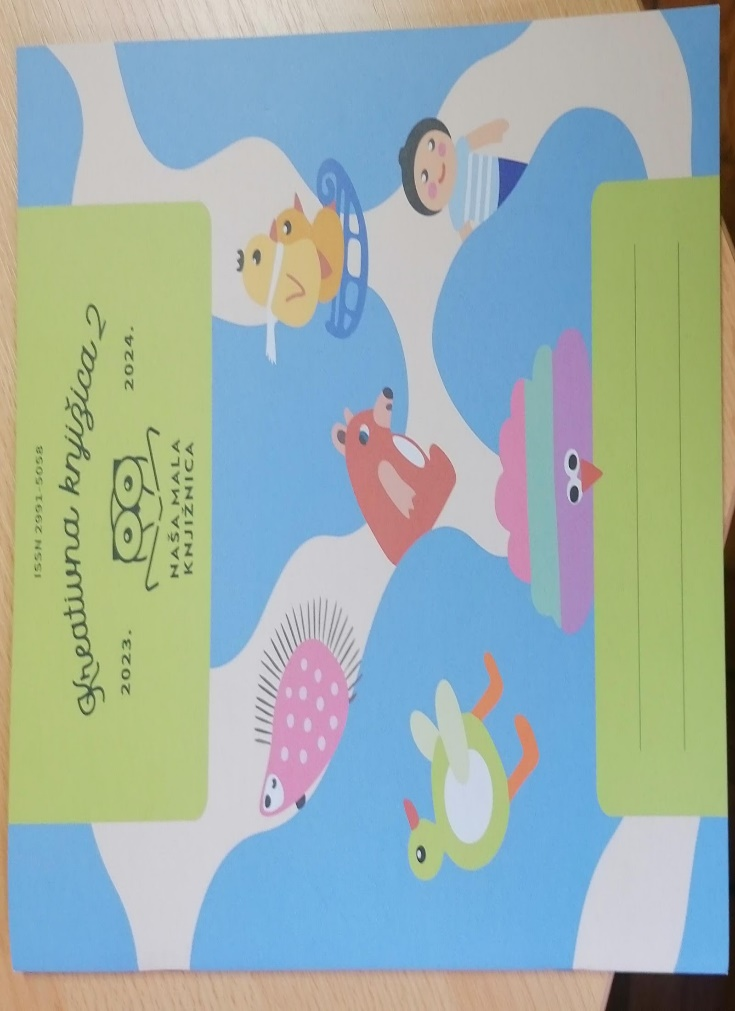 ISSN 2991-5058
Kreativna knjižica 2
2023. 2024.
NAŠA MALA
KNJIŽNICA